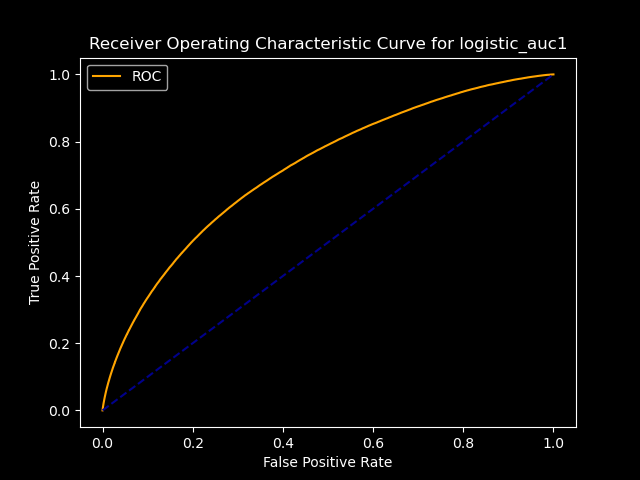 Receiver Operating Characteristic Curve for logistic_auc1
ROC
True Positive Rate
1.0
0.8
0.6
0.4
0.2
0.0
0.0 0.2 0.4 0.6 0.8 1.0
False Positive Rate